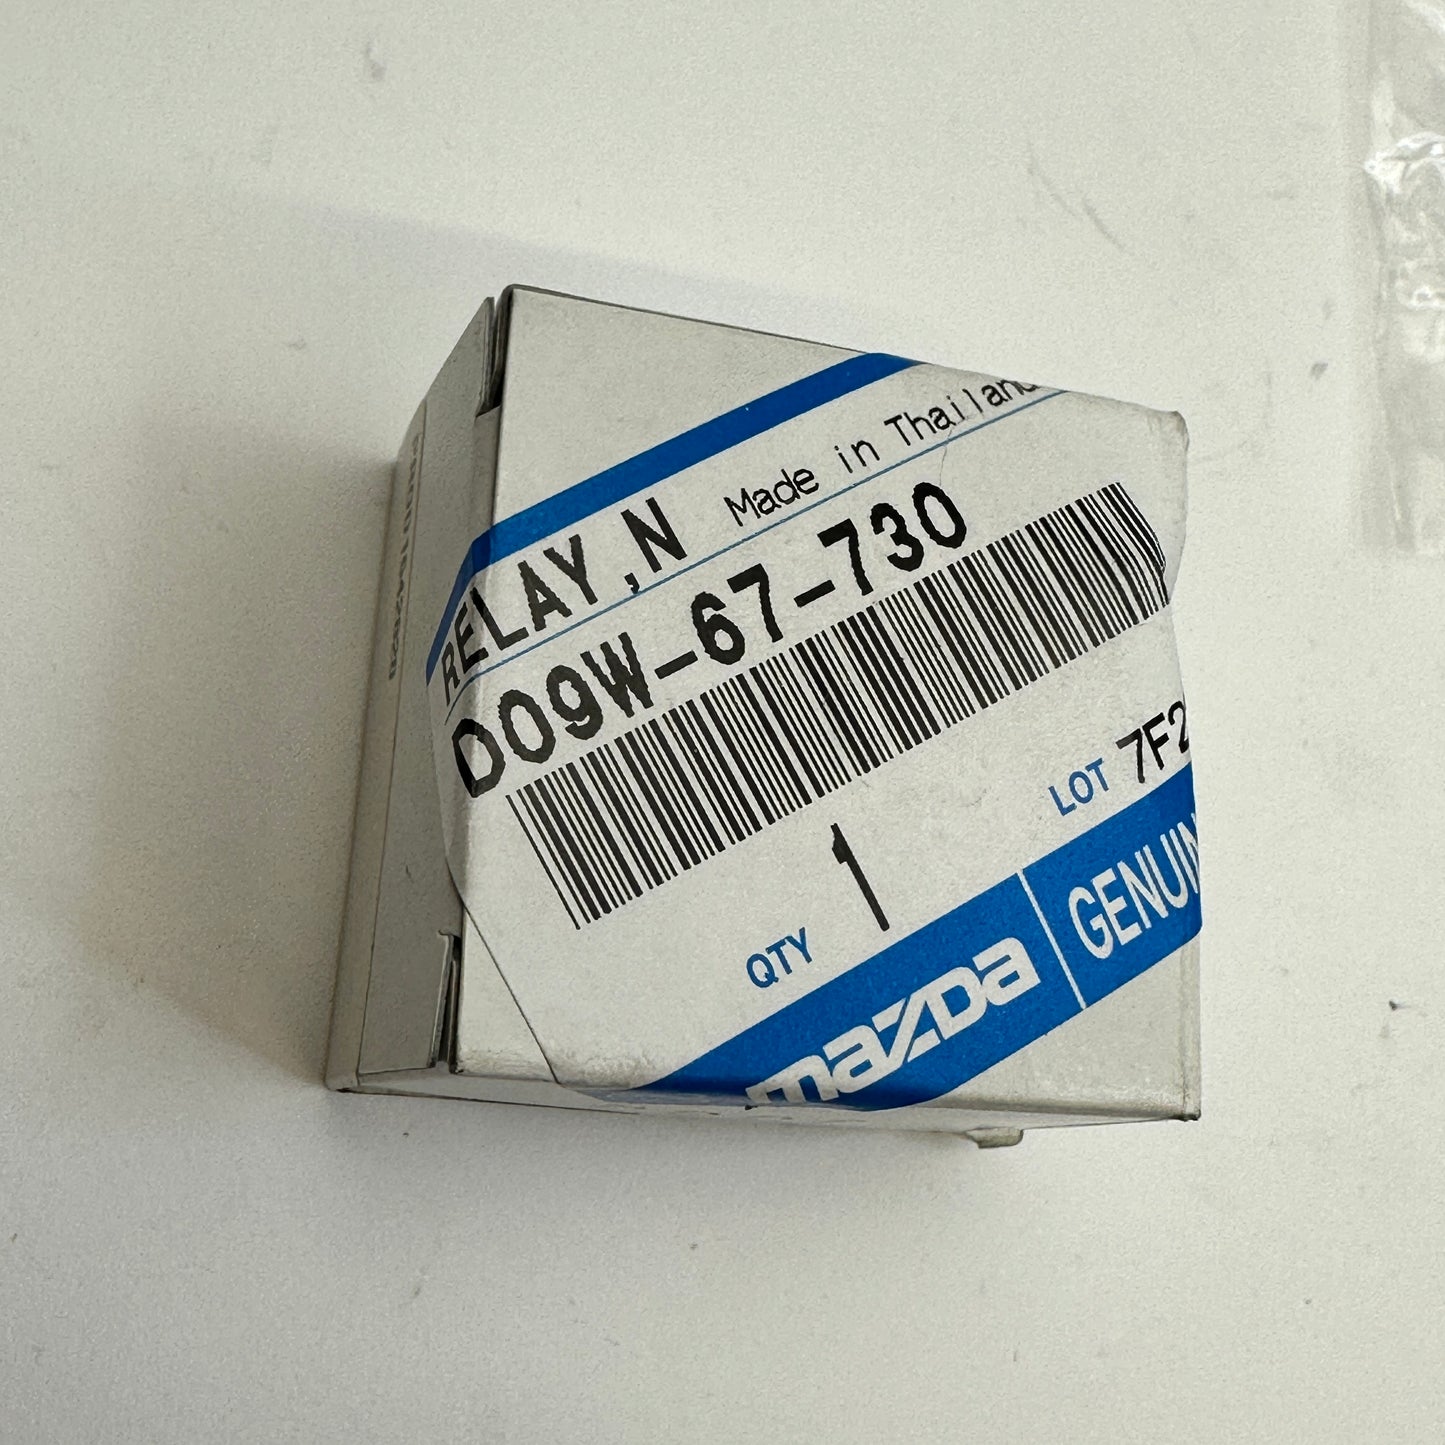 RELAY,N Made in Thailand
D09W-67-730
LOT 7F2
QTY 1
mazda GENUIN